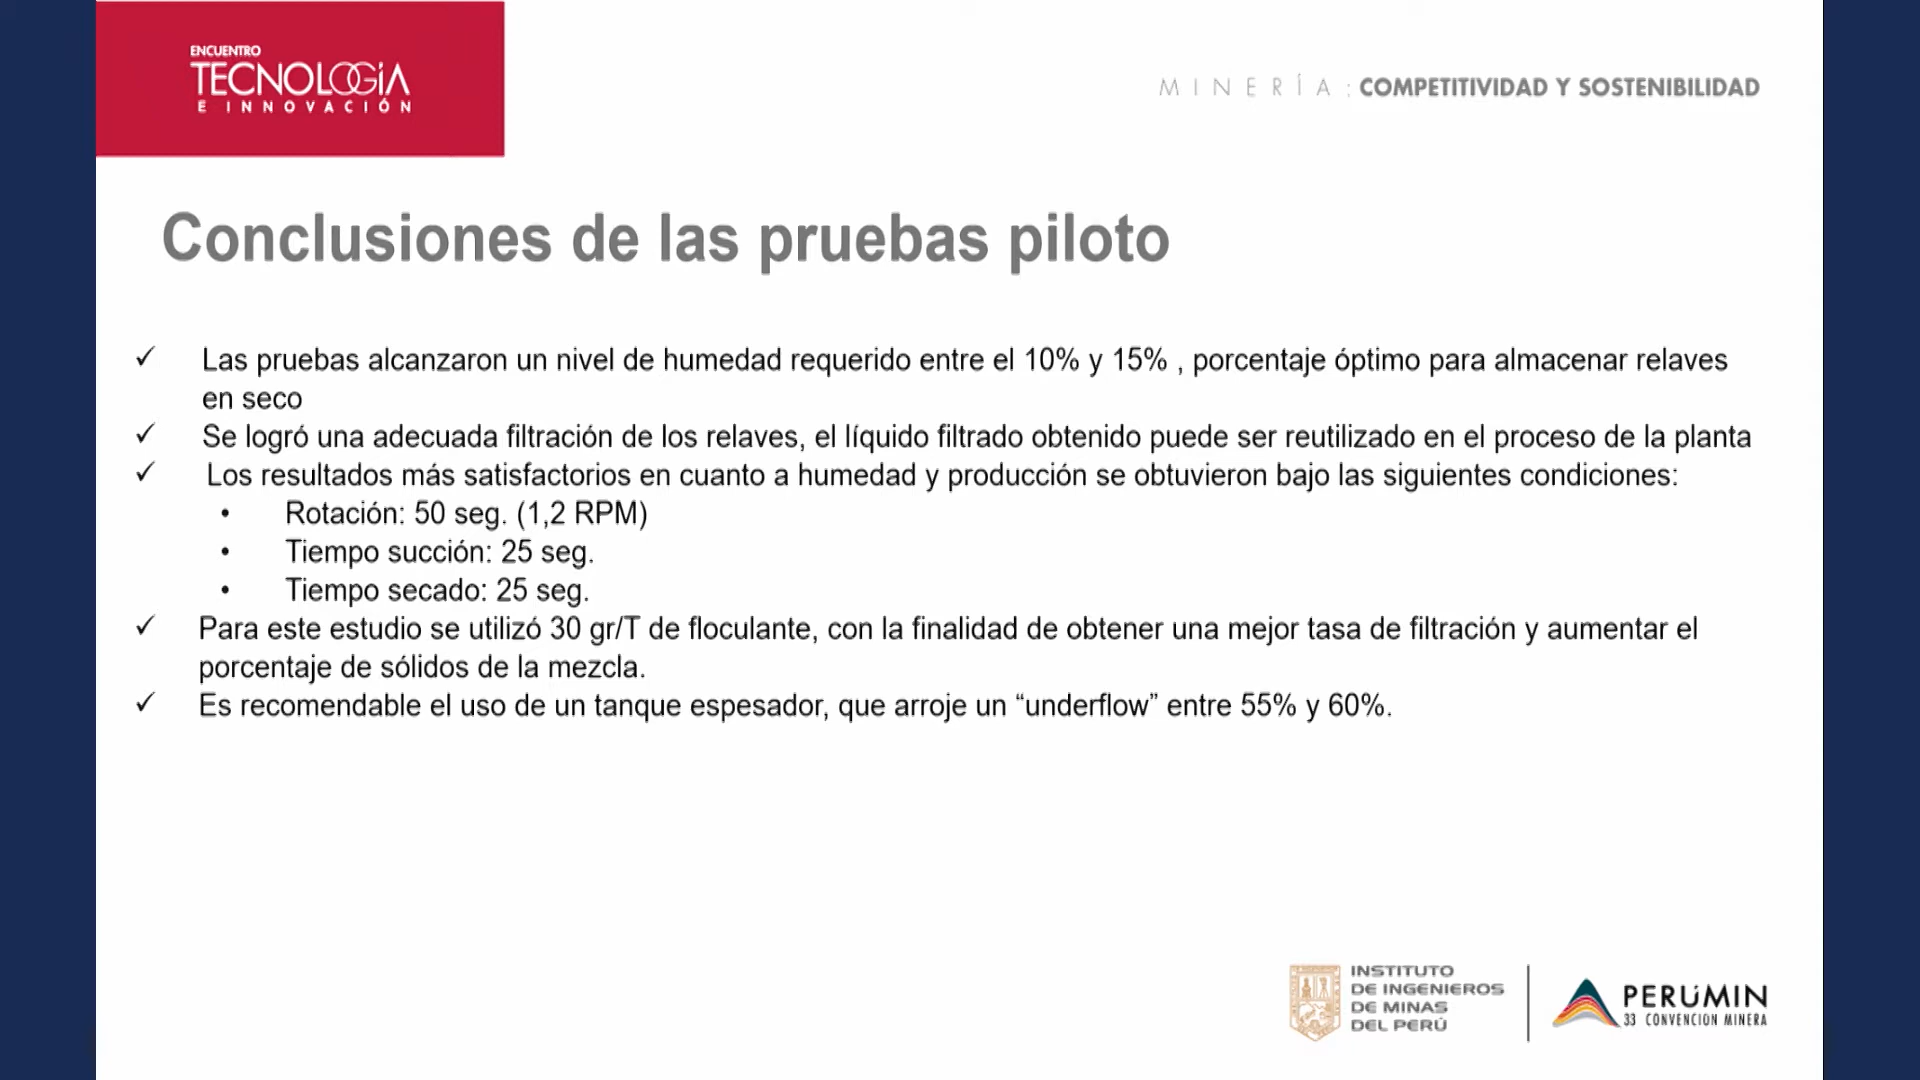 ENCUENTRO
TECNOLOGÍA
E INNOVACIÓN
MINERÍA: COMPETITIVIDAD Y SOSTENIBILIDAD
Conclusiones de las pruebas piloto
✓ Las pruebas alcanzaron un nivel de humedad requerido entre el 10% y 15% , porcentaje óptimo para almacenar relaves
en seco
✓ Se logró una adecuada filtración de los relaves, el líquido filtrado obtenido puede ser reutilizado en el proceso de la planta
✓ Los resultados más satisfactorios en cuanto a humedad y producción se obtuvieron bajo las siguientes condiciones:
• Rotación: 50 seg. (1,2 RPM)
• Tiempo succión: 25 seg.
• Tiempo secado: 25 seg.
✓ Para este estudio se utilizó 30 gr/T de floculante, con la finalidad de obtener una mejor tasa de filtración y aumentar el
porcentaje de sólidos de la mezcla.
✓ Es recomendable el uso de un tanque espesador, que arroje un “underflow” entre 55% y 60%.
INSTITUTO
DE INGENIEROS
DE MINAS
DEL PERÚ
PERÚMIN
33 CONVENCIÓN MINERA